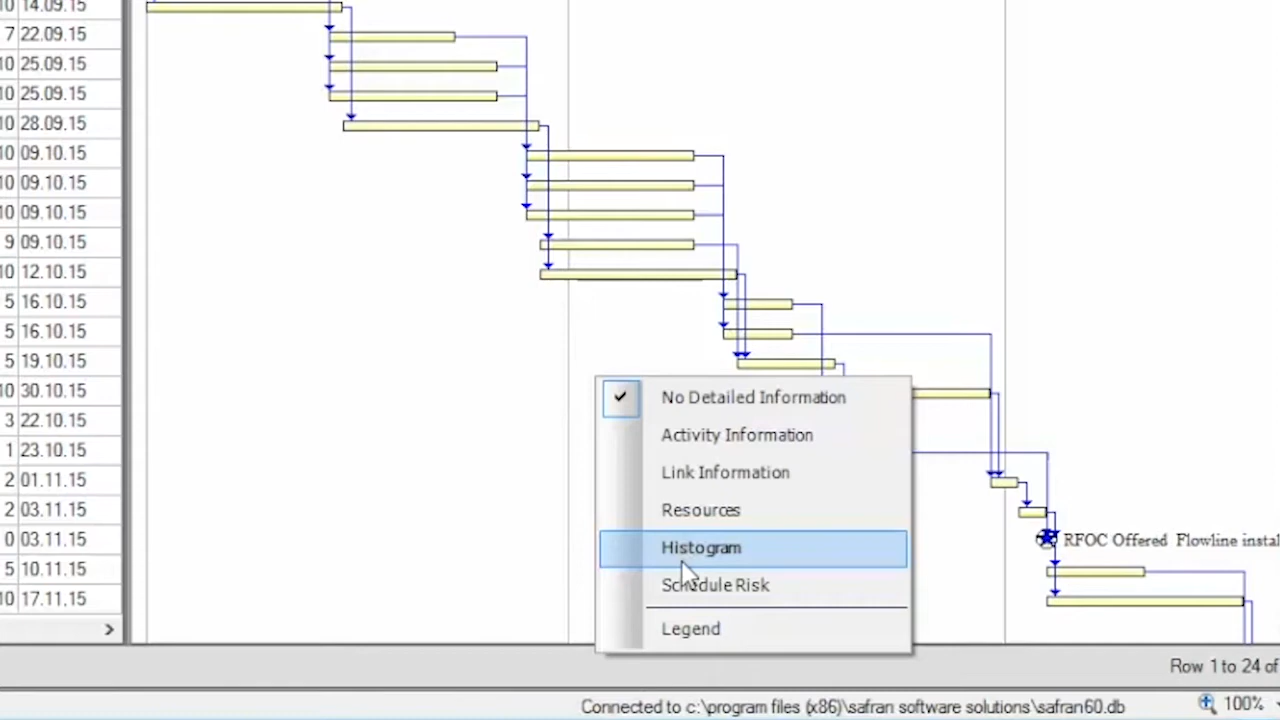 10 14.09.15
7 22.09.15
10 25.09.15
10 25.09.15
10 28.09.15
10 09.10.15
10 09.10.15
10 09.10.15
9 09.10.15
10 12.10.15
5 16.10.15
5 16.10.15
5 19.10.15
10 30.10.15
3 22.10.15
1 23.10.15
2 01.11.15
2 03.11.15
0 03.11.15
5 10.11.15
10 17.11.15
No Detailed Information
Activity Information
Link Information
Resources
Histogram
Schedule Risk
Legend
RFOC Offered Flowline instal
Row 1 to 24 of
Connected to c:\program files (x86)\safran software solutions\safran60.db
100%